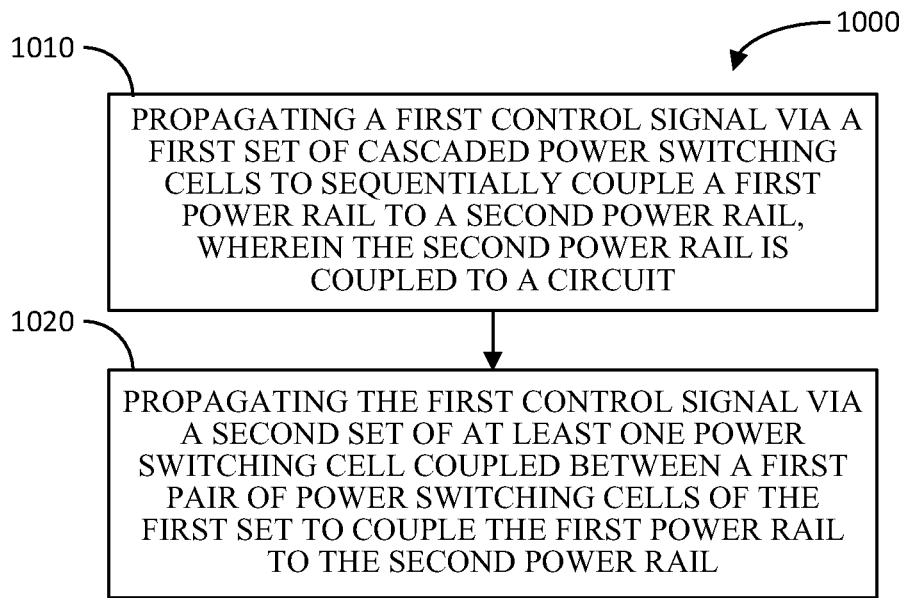 1000
1010
PROPAGATING A FIRST CONTROL SIGNAL VIA A
FIRST SET OF CASCADED POWER SWITCHING
CELLS TO SEQUENTIALLY COUPLE A FIRST
POWER RAIL TO A SECOND POWER RAIL,
WHEREIN THE SECOND POWER RAIL IS
COUPLED TO A CIRCUIT
1020
PROPAGATING THE FIRST CONTROL SIGNAL VIA
A SECOND SET OF AT LEAST ONE POWER
SWITCHING CELL COUPLED BETWEEN A FIRST
PAIR OF POWER SWITCHING CELLS OF THE
FIRST SET TO COUPLE THE FIRST POWER RAIL
TO THE SECOND POWER RAIL